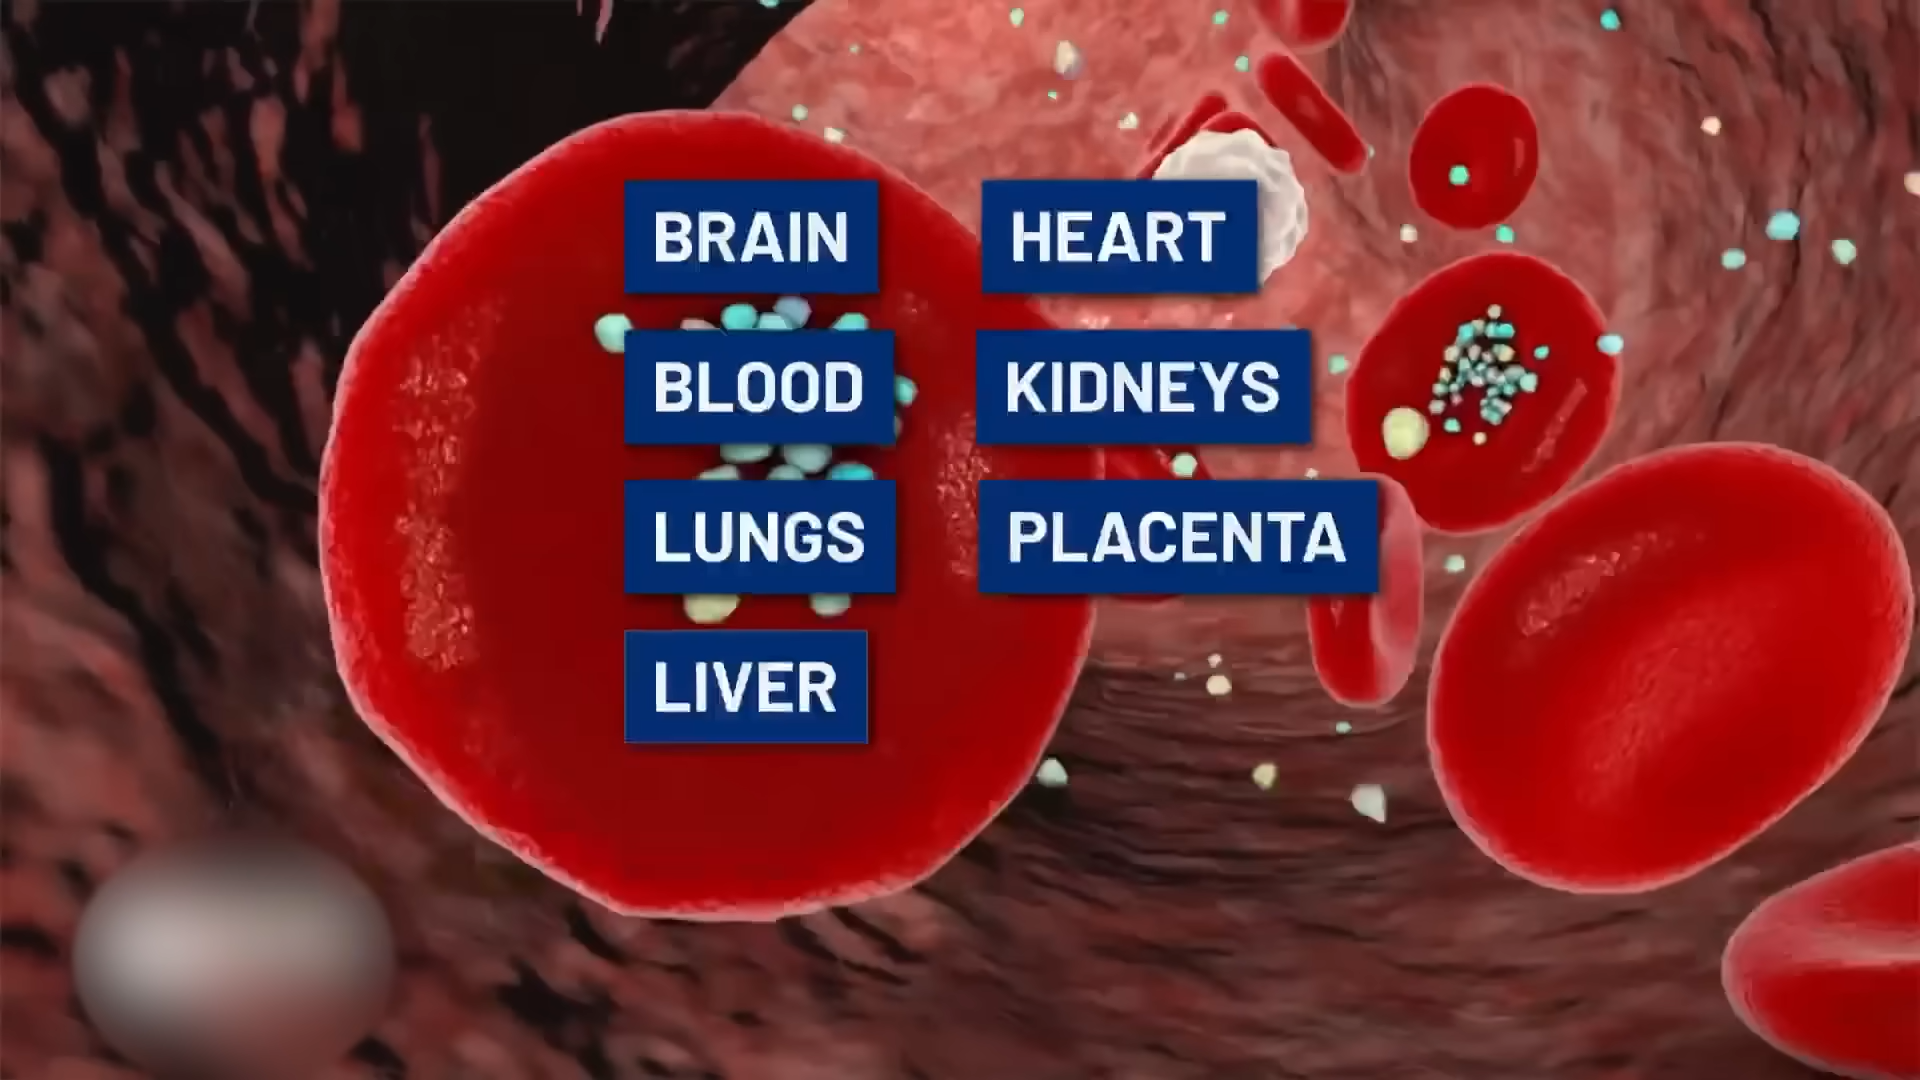 BRAIN
BLOOD
LUNGS
LIVER
HEART
KIDNEYS
PLACENTA